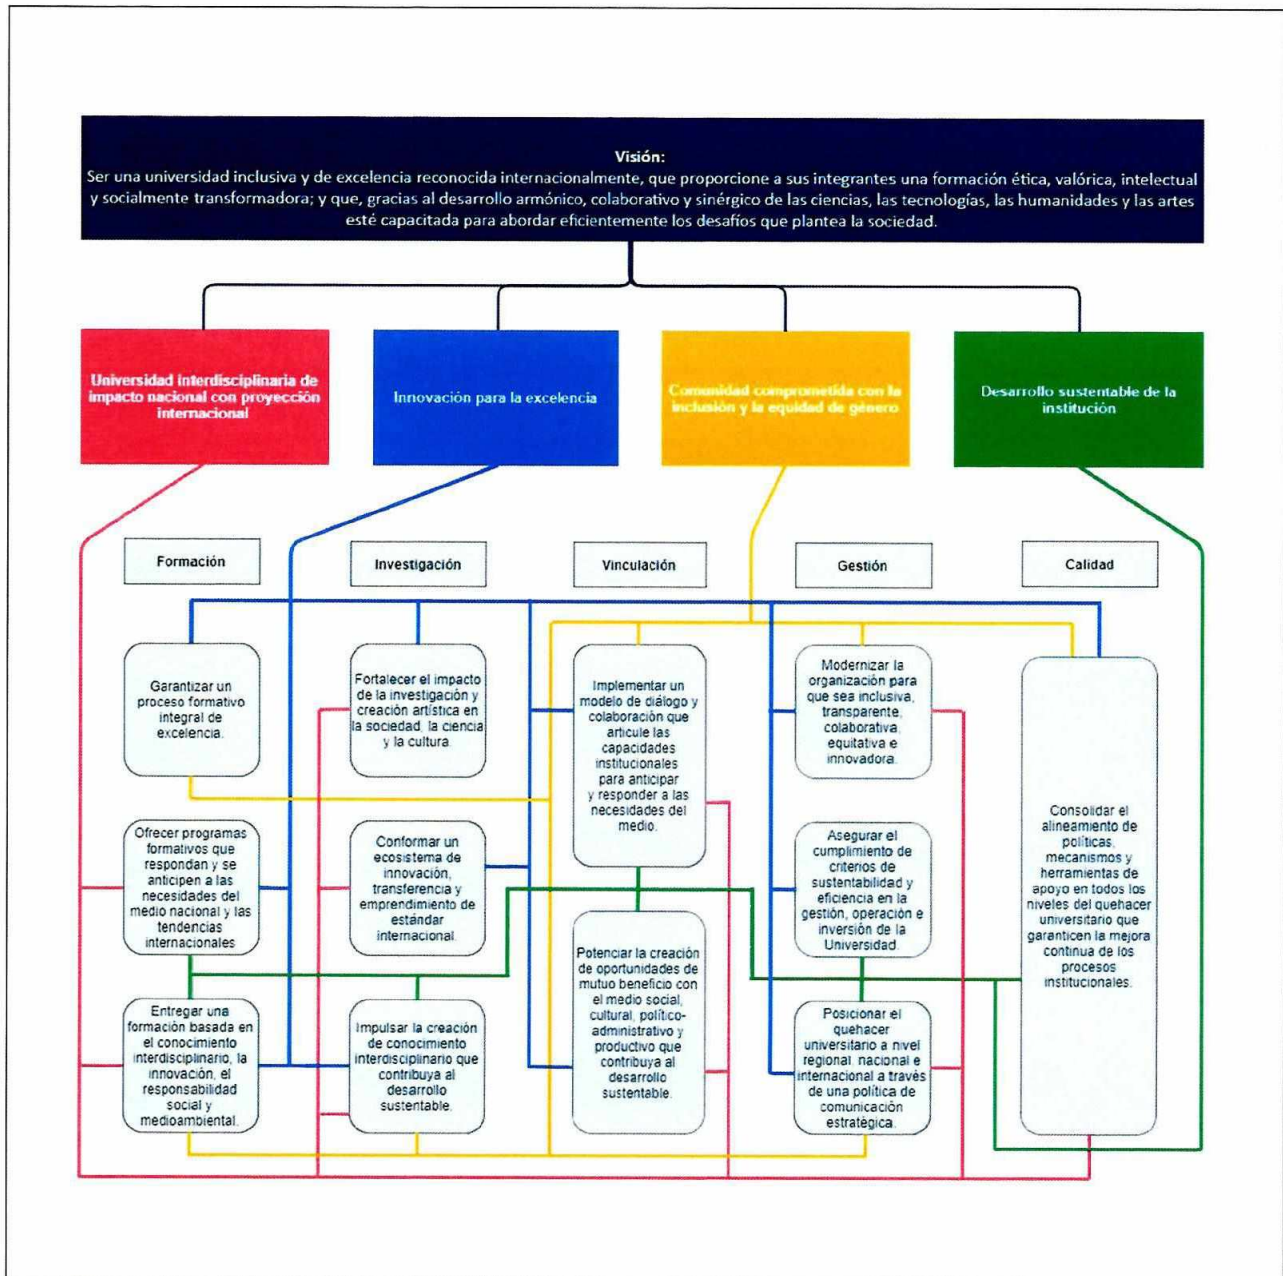 Visión:
Ser una universidad inclusiva y de excelencia reconocida internacionalmente, que proporcione a sus integrantes una formación ética, valórica, intelectual
y socialmente transformadora; y que, gracias al desarrollo armónico, colaborativo y sinérgico de las ciencias, las tecnologías, las humanidades y las artes
esté capacitada para abordar eficientemente los desafíos que plantea la sociedad.
Universidad interdisciplinaria de
impacto nacional con proyección
internacional
Innovación para la excelencia
Comunidad comprometida con la
inclusión y la equidad de género
Desarrollo sustentable de la
institución
Formación
Investigación
Vinculación
Gestión
Calidad
Garantizar un
proceso formativo
integral de
excelencia.
Ofrecer programas
formativos que
respondan y se
anticipen a las
necesidades del
medio nacional y las
tendencias
internacionales
Entregar una
formación basada en
el conocimiento
interdisciplinario, la
innovación, el
responsabilidad
social y
medioambiental.
Fortalecer el impacto
de la investigación y
creación artística en
la sociedad, la ciencia
y la cultura.
Conformar un
ecosistema de
innovación,
transferencia y
emprendimiento de
estándar
internacional.
Impulsar la creación
de conocimiento
interdisciplinario que
contribuya al
desarrollo
sustentable.
Implementar un
modelo de diálogo y
colaboración que
articule las
capacidades
institucionales
para anticipar
y responder a las
necesidades del
medio.
Potenciar la creación
de oportunidades de
mutuo beneficio con
el medio social,
cultural, político-
administrativo y
productivo que
contribuya al
desarrollo
sustentable.
Modernizar la
organización para
que sea inclusiva,
transparente,
colaborativa,
equitativa e
innovadora.
Asegurar el
cumplimiento de
criterios de
sustentabilidad y
eficiencia en la
gestión, operación e
inversión de la
Universidad.
Posicionar el
quehacer
universitario a nivel
regional nacional e
internacional a través
de una política de
comunicación
estratégica.
Consolidar el
alineamiento de
políticas,
mecanismos y
herramientas de
apoyo en todos los
niveles del quehacer
universitario que
garanticen la mejora
continua de los
procesos
institucionales.